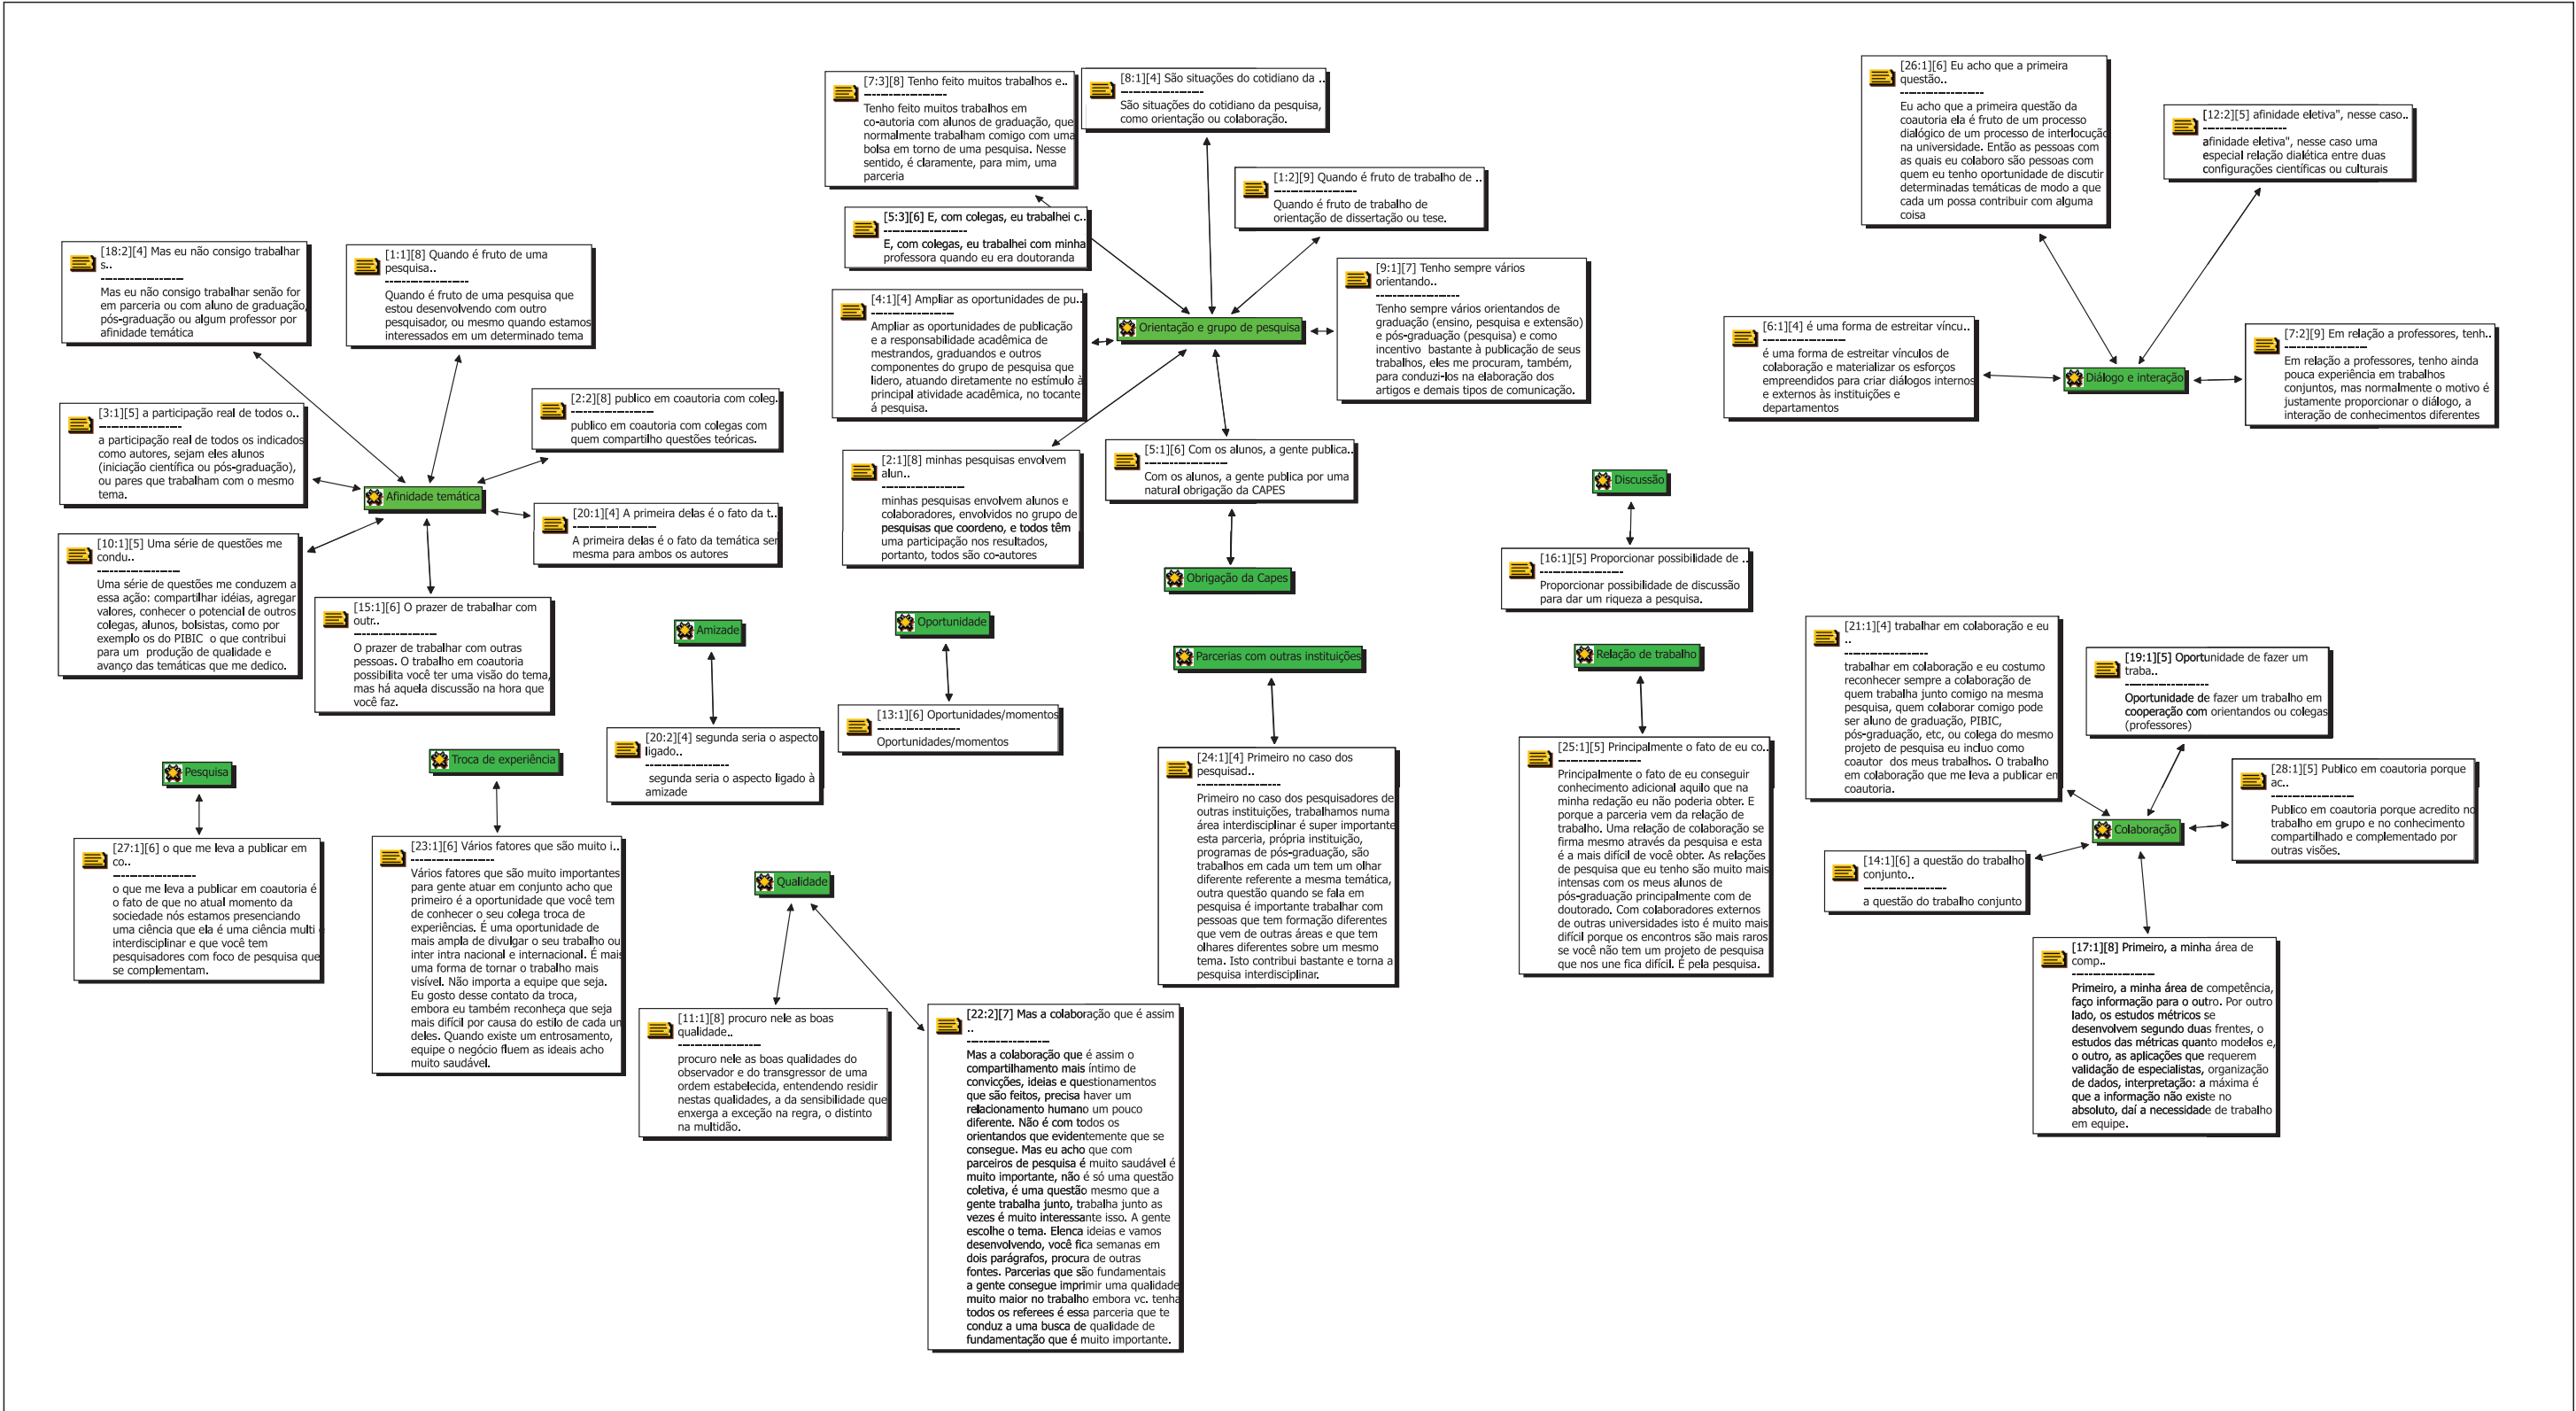 [7:3][8] Tenho feito muitos trabalhos e..
--------------------
Tenho feito muitos trabalhos em
co-autoria com alunos de graduação, que
normalmente trabalham comigo com uma
bolsa em torno de uma pesquisa. Nesse
sentido, é claramente, para mim, uma
parceria
[8:1][4] São situações do cotidiano da ..
--------------------
São situações do cotidiano da pesquisa,
como orientação ou colaboração.
[26:1][6] Eu acho que a primeira
questão..
--------------------
Eu acho que a primeira questão da
coautoria ela é fruto de um processo
dialógico de um processo de interlocução
na universidade. Então as pessoas com
as quais eu colaboro são pessoas com
quem eu tenho oportunidade de discutir
determinadas temáticas de modo a que
cada um possa contribuir com alguma
coisa
[12:2][5] afinidade eletiva", nesse caso..
--------------------
afinidade eletiva", nesse caso uma
especial relação dialética entre duas
configurações científicas ou culturais
[1:2][9] Quando é fruto de trabalho de ..
--------------------
Quando é fruto de trabalho de
orientação de dissertação ou tese.
[5:3][6] E, com colegas, eu trabalhei c..
--------------------
E, com colegas, eu trabalhei com minha
professora quando eu era doutoranda
[18:2][4] Mas eu não consigo trabalhar
s..
--------------------
Mas eu não consigo trabalhar senão for
em parceria ou com aluno de graduação,
pós-graduação ou algum professor por
afinidade temática
[1:1][8] Quando é fruto de uma
pesquisa..
--------------------
Quando é fruto de uma pesquisa que
estou desenvolvendo com outro
pesquisador, ou mesmo quando estamos
interessados em um determinado tema
[9:1][7] Tenho sempre vários
orientando..
--------------------
Tenho sempre vários orientandos de
graduação (ensino, pesquisa e extensão)
e pós-graduação (pesquisa) e como
incentivo bastante à publicação de seus
trabalhos, eles me procuram, também,
para conduzi-los na elaboração dos
artigos e demais tipos de comunicação.
[4:1][4] Ampliar as oportunidades de pu..
--------------------
Ampliar as oportunidades de publicação
e a responsabilidade acadêmica de
mestrandos, graduandos e outros
componentes do grupo de pesquisa que
lidero, atuando diretamente no estímulo à
principal atividade acadêmica, no tocante
á pesquisa.
Orientação e grupo de pesquisa
[6:1][4] é uma forma de estreitar víncu..
--------------------
é uma forma de estreitar vínculos de
colaboração e materializar os esforços
empreendidos para criar diálogos internos
e externos às instituições e
departamentos
Diálogo e interação
[7:2][9] Em relação a professores, tenh..
--------------------
Em relação a professores, tenho ainda
pouca experiência em trabalhos
conjuntos, mas normalmente o motivo é
justamente proporcionar o diálogo, a
interação de conhecimentos diferentes
[3:1][5] a participação real de todos o..
--------------------
a participação real de todos os indicados
como autores, sejam eles alunos
(iniciação científica ou pós-graduação),
ou pares que trabalham com o mesmo
tema.
[2:2][8] publico em coautoria com coleg.
--------------------
publico em coautoria com colegas com
quem compartilho questões teóricas.
Afinidade temática
[20:1][4] A primeira delas é o fato da t..
--------------------
A primeira delas é o fato da temática ser
mesma para ambos os autores
[2:1][8] minhas pesquisas envolvem
alun..
--------------------
minhas pesquisas envolvem alunos e
colaboradores, envolvidos no grupo de
pesquisas que coordeno, e todos têm
uma participação nos resultados,
portanto, todos são co-autores
[5:1][6] Com os alunos, a gente publica..
--------------------
Com os alunos, a gente publica por uma
natural obrigação da CAPES
Obrigação da Capes
Discussão
[16:1][5] Proporcionar possibilidade de ..
--------------------
Proporcionar possibilidade de discussão
para dar um riqueza a pesquisa.
[10:1][5] Uma série de questões me
condu..
--------------------
Uma série de questões me conduzem a
essa ação: compartilhar idéias, agregar
valores, conhecer o potencial de outros
colegas, alunos, bolsistas, como por
exemplo os do PIBIC o que contribui
para um produção de qualidade e
avanço das temáticas que me dedico.
[15:1][6] O prazer de trabalhar com
outr..
--------------------
O prazer de trabalhar com outras
pessoas. O trabalho em coautoria
possibilita você ter uma visão do tema,
mas há aquela discussão na hora que
você faz.
Amizade
[20:2][4] segunda seria o aspecto
ligado..
--------------------
segunda seria o aspecto ligado à
amizade
Oportunidade
[13:1][6] Oportunidades/momentos
--------------------
Oportunidades/momentos
Parcerias com outras instituições
[24:1][4] Primeiro no caso dos
pesquisad..
--------------------
Primeiro no caso dos pesquisadores de
outras instituições, trabalhamos numa
área interdisciplinar é super importante
esta parceria, própria instituição,
programas de pós-graduação, são
trabalhos em cada um tem um olhar
diferente referente a mesma temática,
outra questão quando se fala em
pesquisa é importante trabalhar com
pessoas que tem formação diferentes
que vem de outras áreas e que tem
olhares diferentes sobre um mesmo
tema. Isto contribui bastante e torna a
pesquisa interdisciplinar.
Relação de trabalho
[25:1][5] Principalmente o fato de eu co..
--------------------
Principalmente o fato de eu conseguir
conhecimento adicional aquilo que na
minha redação eu não poderia obter. E
porque a parceria vem da relação de
trabalho. Uma relação de colaboração se
firma mesmo através da pesquisa e esta
é a mais difícil de você obter. As relações
de pesquisa que eu tenho são muito mais
intensas com os meus alunos de
pós-graduação principalmente com de
doutorado. Com colaboradores externos
de outras universidades isto é muito mais
difícil porque os encontros são mais raros
se você não tem um projeto de pesquisa
que nos une fica difícil. É pela pesquisa.
[21:1][4] trabalhar em colaboração e eu
..
--------------------
trabalhar em colaboração e eu costumo
reconhecer sempre a colaboração de
quem trabalha junto comigo na mesma
pesquisa, quem colaborar comigo pode
ser aluno de graduação, PIBIC,
pós-graduação, etc, ou colega do mesmo
projeto de pesquisa eu incluo como
coautor dos meus trabalhos. O trabalho
em colaboração que me leva a publicar em
coautoria.
[19:1][5] Oportunidade de fazer um
traba..
--------------------
Oportunidade de fazer um trabalho em
cooperação com orientandos ou colegas
(professores)
[28:1][5] Publico em coautoria porque
ac..
--------------------
Publico em coautoria porque acredito no
trabalho em grupo e no conhecimento
compartilhado e complementado por
outras visões.
Colaboração
[14:1][6] a questão do trabalho
conjunto..
--------------------
a questão do trabalho conjunto
[17:1][8] Primeiro, a minha área de
comp..
--------------------
Primeiro, a minha área de competência,
faço informação para o outro. Por outro
lado, os estudos métricos se
desenvolvem segundo duas frentes, o
estudos das métricas quanto modelos e,
o outro, as aplicações que requerem
validação de especialistas, organização
de dados, interpretação: a máxima é
que a informação não existe no
absoluto, daí a necessidade de trabalho
em equipe.
Pesquisa
[27:1][6] o que me leva a publicar em
co..
--------------------
o que me leva a publicar em coautoria é
o fato de que no atual momento da
sociedade nós estamos presenciando
uma ciência que ela é uma ciência multi
interdisciplinar e que você tem
pesquisadores com foco de pesquisa que
se complementam.
Troca de experiência
[23:1][6] Vários fatores que são muito i..
--------------------
Vários fatores que são muito importantes
para gente atuar em conjunto acho que
primeiro é a oportunidade que você tem
de conhecer o seu colega troca de
experiências. É uma oportunidade de
mais ampla de divulgar o seu trabalho ou
inter intra nacional e internacional. É mais
uma forma de tornar o trabalho mais
visível. Não importa a equipe que seja.
Eu gosto desse contato da troca,
embora eu também reconheça que seja
mais difícil por causa do estilo de cada um
deles. Quando existe um entrosamento,
equipe o negócio fluem as ideais acho
muito saudável.
Qualidade
[11:1][8] procuro nele as boas
qualidade..
--------------------
procuro nele as boas qualidades do
observador e do transgressor de uma
ordem estabelecida, entendendo residir
nestas qualidades, a da sensibilidade que
enxerga a exceção na regra, o distinto
na multidão.
[22:2][7] Mas a colaboração que é assim
..
--------------------
Mas a colaboração que é assim o
compartilhamento mais íntimo de
convicções, ideias e questionamentos
que são feitos, precisa haver um
relacionamento humano um pouco
diferente. Não é com todos os
orientandos que evidentemente que se
consegue. Mas eu acho que com
parceiros de pesquisa é muito saudável é
muito importante, não é só uma questão
coletiva, é uma questão mesmo que a
gente trabalha junto, trabalha junto as
vezes é muito interessante isso. A gente
escolhe o tema. Elenca ideias e vamos
desenvolvendo, você fica semanas em
dois parágrafos, procura de outras
fontes. Parcerias que são fundamentais
a gente consegue imprimir uma qualidade
muito maior no trabalho embora vc. tenha
todos os referees é essa parceria que te
conduz a uma busca de qualidade de
fundamentação que é muito importante.